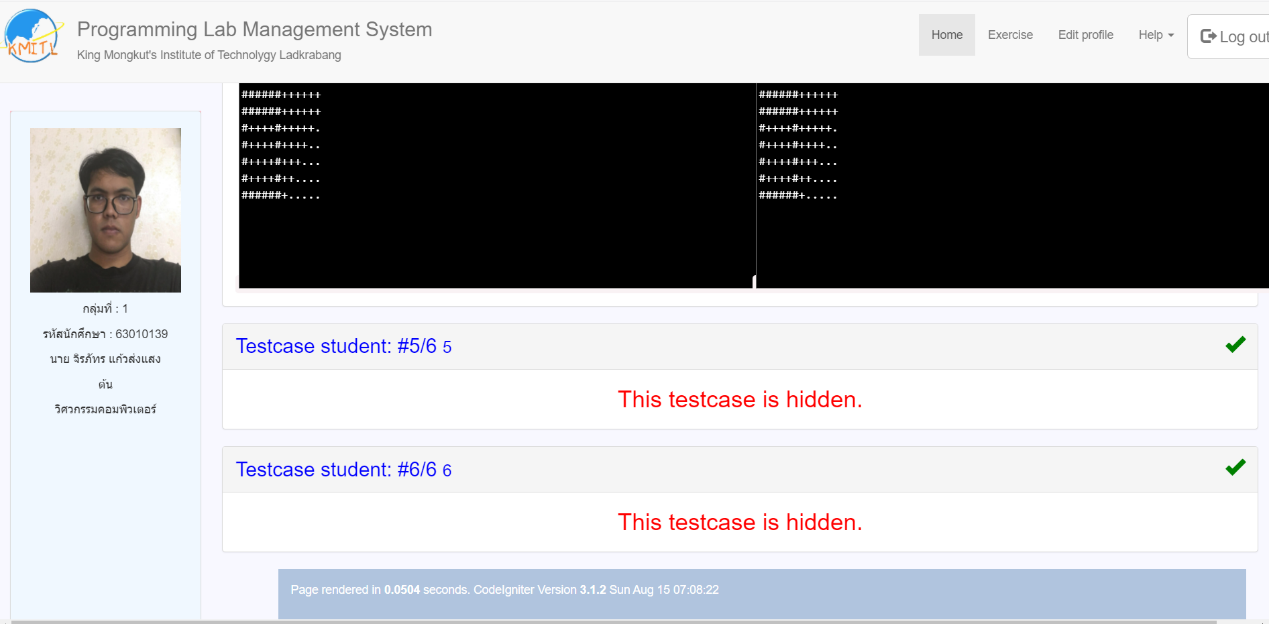 KMITL
Programming Lab Management System
King Mongkut's Institute of Technolygy Ladkrabang
Home
Exercise
Edit profile
Help
Log out
กลุ่มที่ : 1
รหัสนักศึกษา : 63010139
นาย จิรภัทร แก้วส่งแสง
ต้น
วิศวกรรมคอมพิวเตอร์
######++++++
######++++++
#++++#+++++.
#++++#++++..
#++++#+++...
#++++#++....
######+.....
######++++++
######++++++
#++++#+++++.
#++++#++++..
#++++#+++...
#++++#++....
######+.....
Testcase student: #5/6 5
This testcase is hidden.
Testcase student: #6/6 6
This testcase is hidden.
Page rendered in 0.0504 seconds. CodeIgniter Version 3.1.2 Sun Aug 15 07:08:22